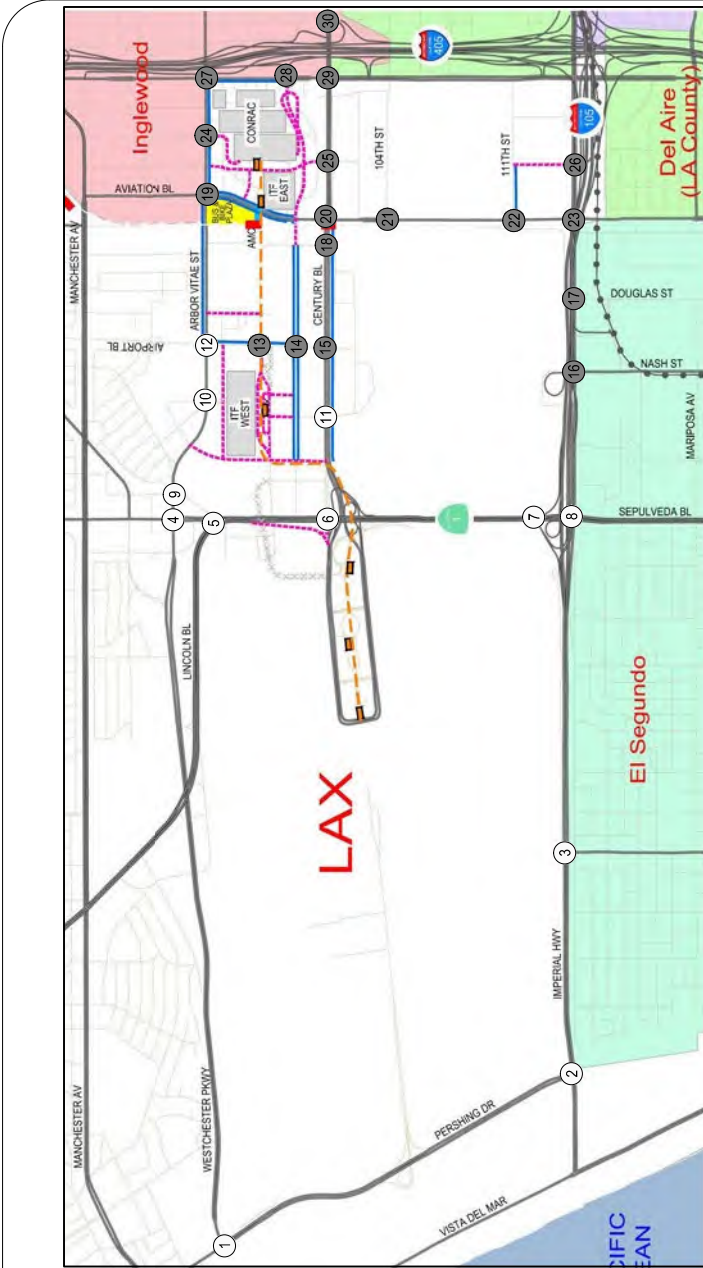 Inglewood
Del Aire
(LA County)
El Segundo
LAX
CIFIC
EAN
MANCHESTER AV
MANCHESTER AV
AVIATION BL
ARBOR VITAE ST
AIRPORT BL
CENTURY BL
104TH ST
111TH ST
DOUGLAS ST
NASH ST
MARIPOSA AV
SEPULVEDA BL
LINCOLN BL
WESTCHESTER PKWY
IMPERIAL HWY
PERSHING DR
VISTA DEL MAR
CONRAC
ITF
EAST
ITF
WEST
BUS
PLAZA
AMC
405
105
1
1
2
3
4
5
6
7
8
9
10
11
12
13
14
15
16
17
18
19
20
21
22
23
24
25
26
27
28
29
30